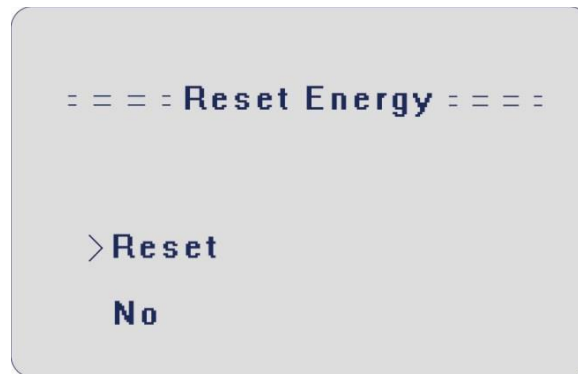 ==== Reset Energy ====
>Reset
No